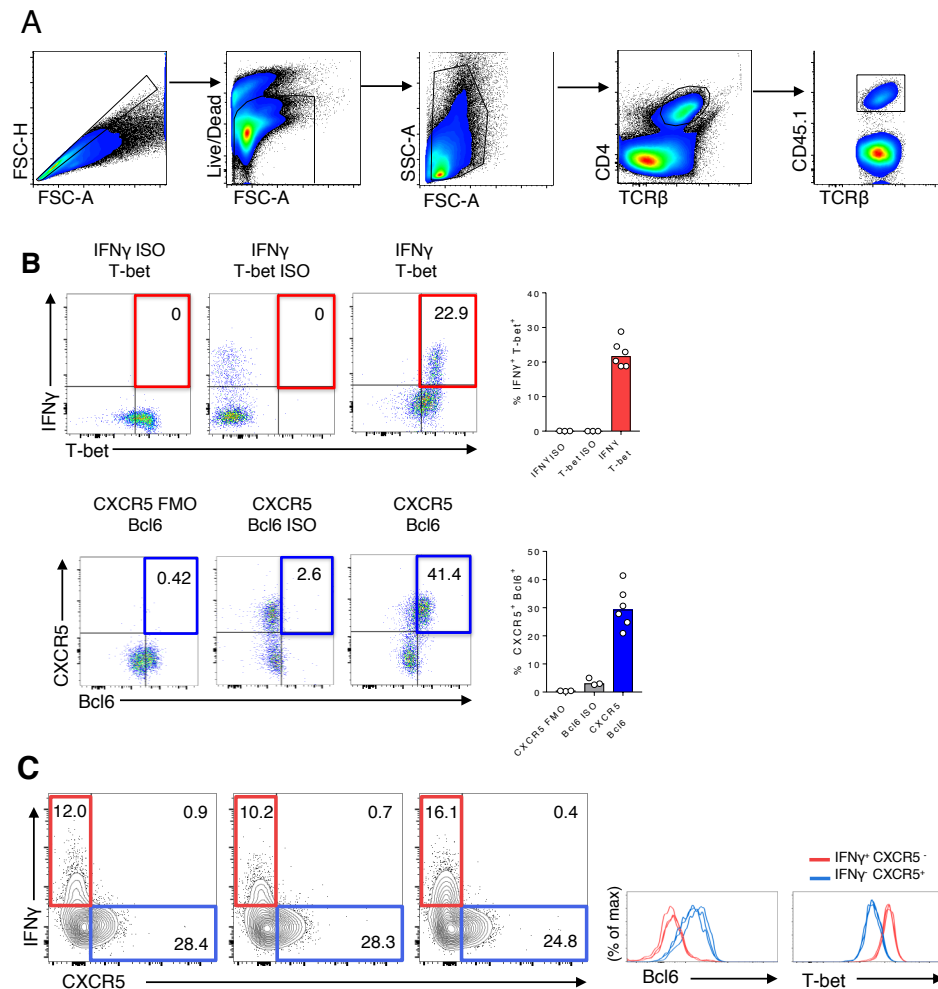 A
FSC-H
FSC-A
Live/Dead
FSC-A
SSC-A
FSC-A
CD4
TCRβ
CD45.1
TCRβ
B
IFNγ ISO
T-bet
IFNγ
T-bet ISO
IFNγ
T-bet
0
0
22.9
IFNγ
T-bet
% IFNγ⁺ T-bet⁺
40
30
20
10
0
IFNγ ISO
T-bet ISO
IFNγ
T-bet
CXCR5 FMO
Bcl6
CXCR5
Bcl6 ISO
CXCR5
Bcl6
0.42
2.6
41.4
CXCR5
Bcl6
% CXCR5⁺ Bcl6⁺
50
40
30
20
10
0
CXCR5 FMO
Bcl6 ISO
CXCR5
Bcl6
C
12.0
0.9
10.2
0.7
16.1
0.4
28.4
28.3
24.8
IFNγ
CXCR5
IFNγ⁺ CXCR5⁻
IFNγ⁻ CXCR5⁺
(% of max)
Bcl6
T-bet